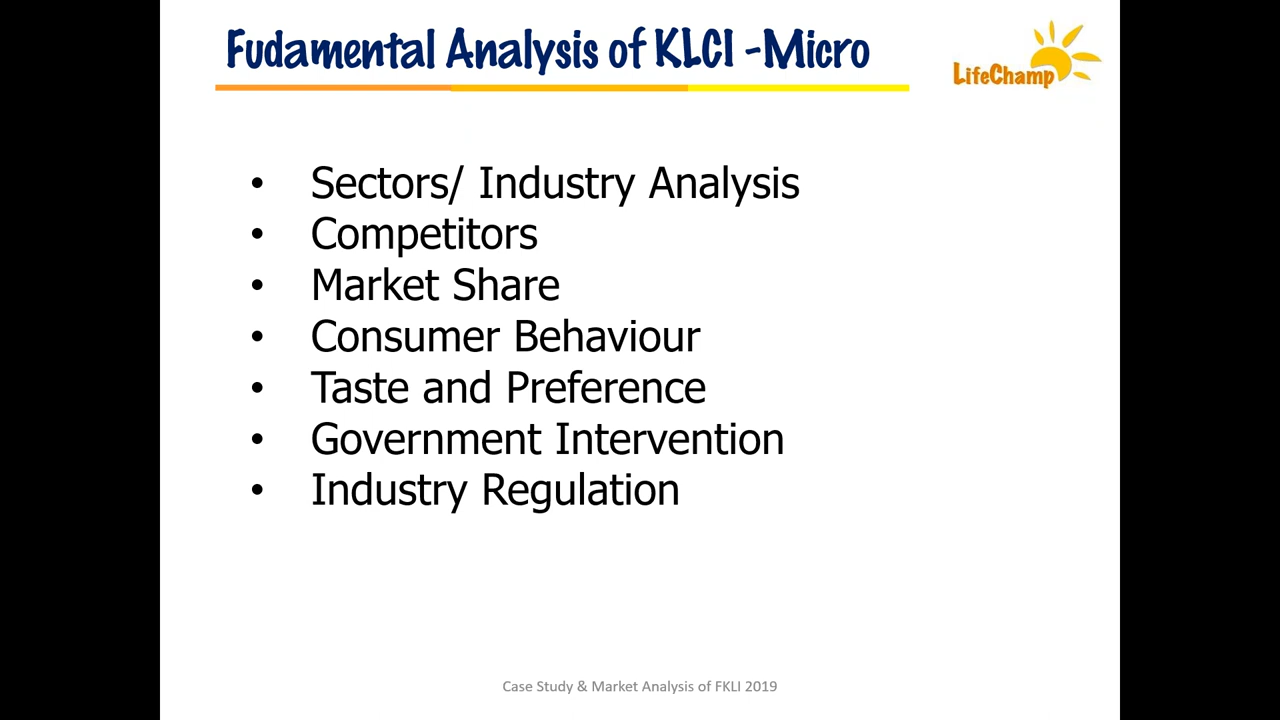 Fudamental Analysis of KLCI -Micro
LifeChamp
• Sectors/ Industry Analysis
• Competitors
• Market Share
• Consumer Behaviour
• Taste and Preference
• Government Intervention
• Industry Regulation
Case Study & Market Analysis of FKLI 2019